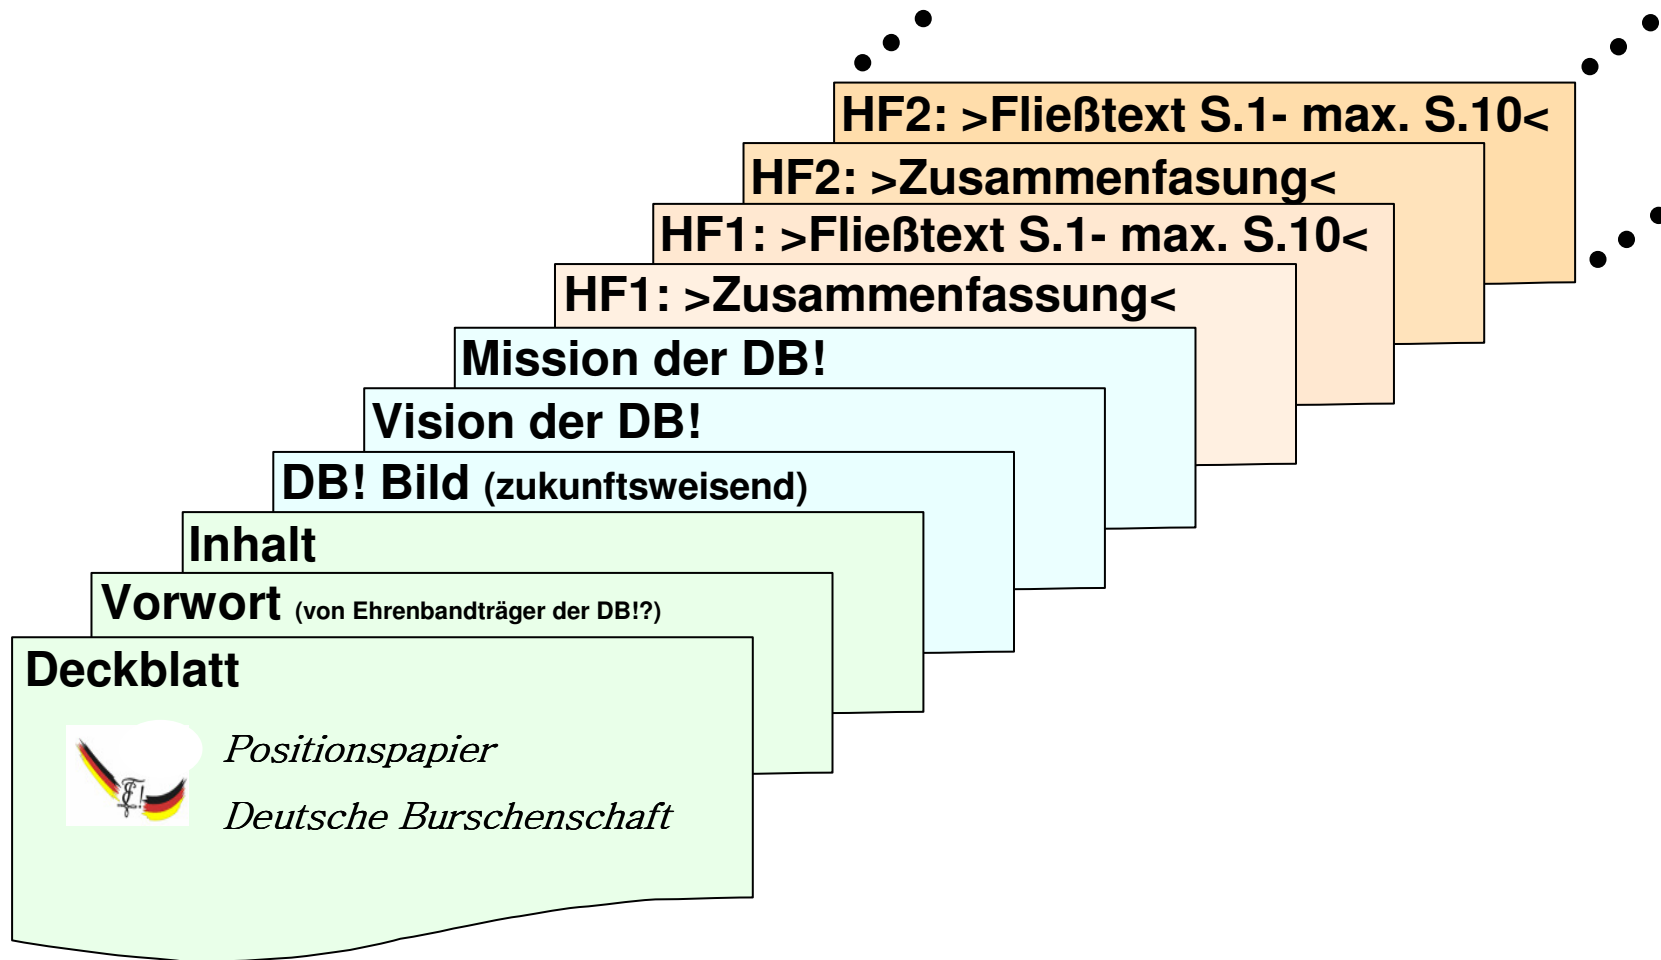 HF2: >Fließtext S.1- max. S.10<
HF2: >Zusammenfasung<
HF1: >Fließtext S.1- max. S.10<
HF1: >Zusammenfassung<
Mission der DB!
Vision der DB!
DB! Bild (zukunftsweisend)
Inhalt
Vorwort (von Ehrenbandträger der DB!?)
Deckblatt
Positionspapier
Deutsche Burschenschaft